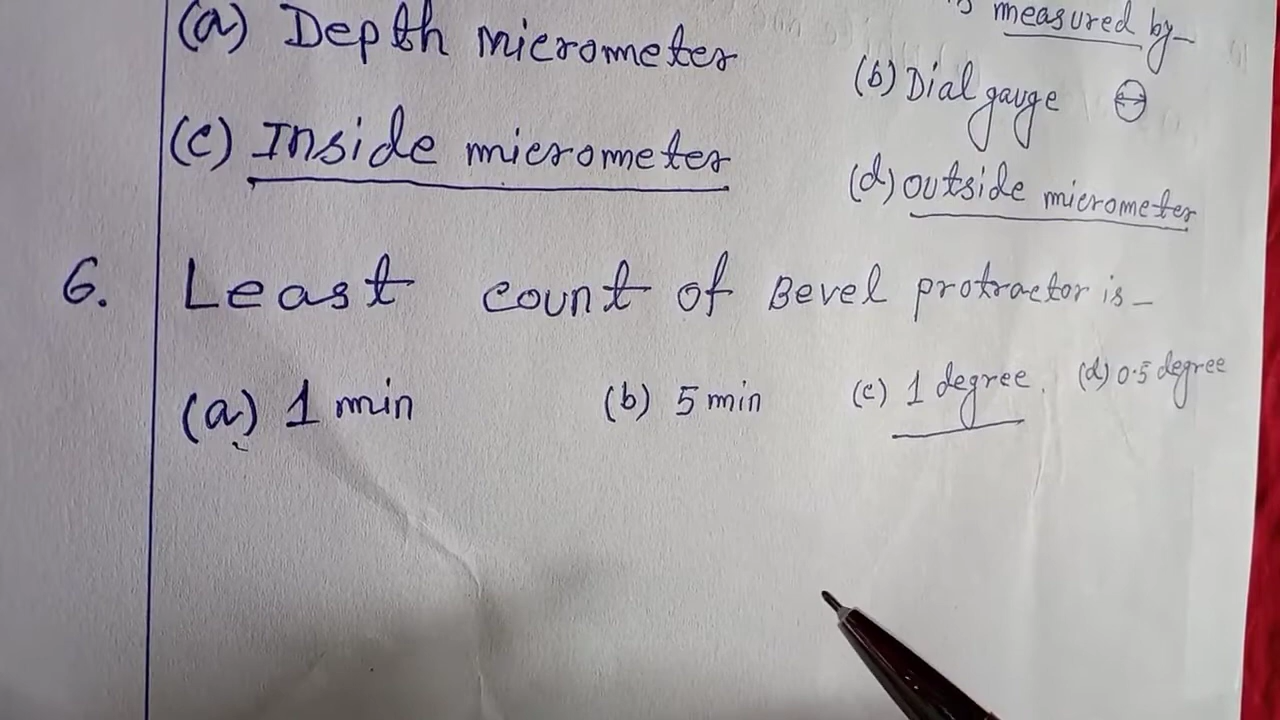 measured by-
(a) Depth micrometer
(b) Dial gauge
(c) Inside micrometer
(d) outside micrometer
6. Least count of Bevel protractor is-
(a) 1 min (b) 5 min (c) 1 degree. (d) 0.5 degree